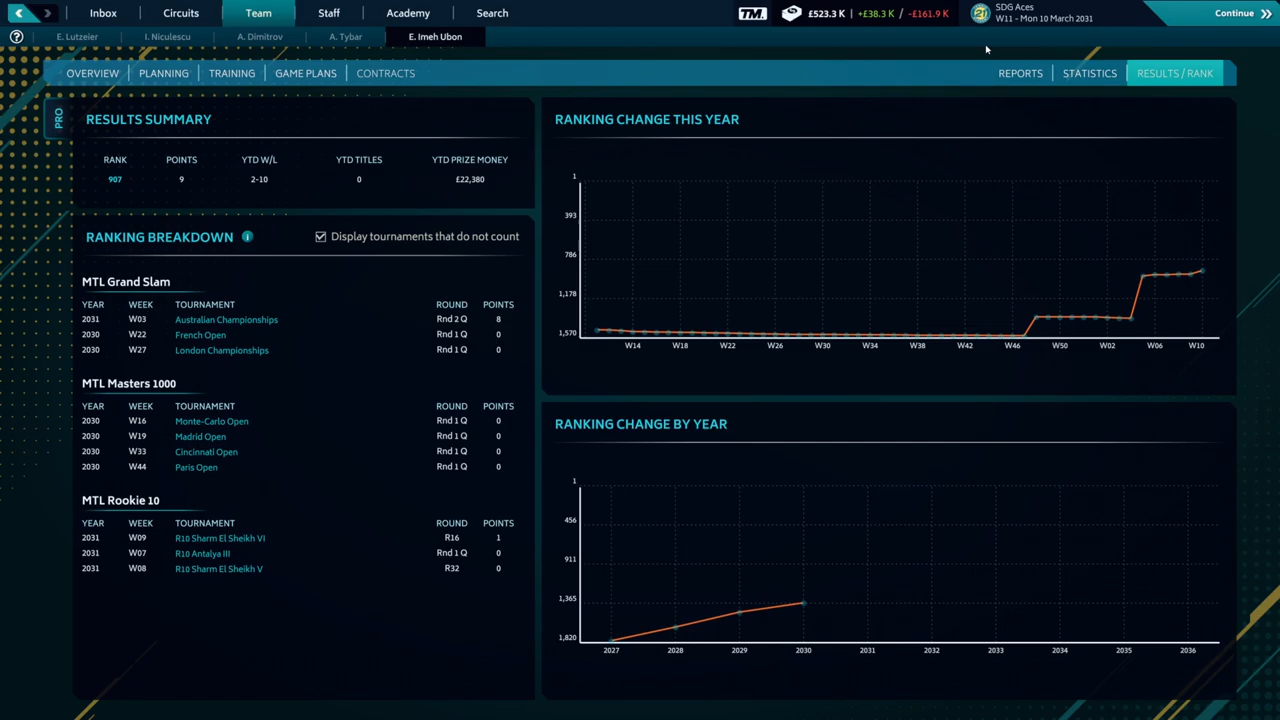 Inbox Circuits Team Staff Academy Search TM. £523.3 K | +£38.3 K / -£161.9 K 21 SDG Aces Continue
W11 - Mon 10 March 2031
? E. Lutzeier I. Niculescu A. Dimitrov A. Tybar E. Imeh Ubon
OVERVIEW PLANNING TRAINING GAME PLANS CONTRACTS REPORTS STATISTICS RESULTS / RANK
PRO
RESULTS SUMMARY
RANK POINTS YTD W/L YTD TITLES YTD PRIZE MONEY
907 9 2-10 0 £22,380
RANKING BREAKDOWN i Display tournaments that do not count
MTL Grand Slam
YEAR WEEK TOURNAMENT ROUND POINTS
2031 W03 Australian Championships Rnd 2 Q 8
2030 W22 French Open Rnd 1 Q 0
2030 W27 London Championships Rnd 1 Q 0
MTL Masters 1000
YEAR WEEK TOURNAMENT ROUND POINTS
2030 W16 Monte-Carlo Open Rnd 1 Q 0
2030 W19 Madrid Open Rnd 1 Q 0
2030 W33 Cincinnati Open Rnd 1 Q 0
2030 W44 Paris Open Rnd 1 Q 0
MTL Rookie 10
YEAR WEEK TOURNAMENT ROUND POINTS
2031 W09 R10 Sharm El Sheikh VI R16 1
2031 W07 R10 Antalya III Rnd 1 Q 0
2031 W08 R10 Sharm El Sheikh V R32 0
RANKING CHANGE THIS YEAR
1
393
786
1,178
1,570
W14 W18 W22 W26 W30 W34 W38 W42 W46 W50 W02 W06 W10
RANKING CHANGE BY YEAR
1
456
911
1,365
1,820
2027 2028 2029 2030 2031 2032 2033 2034 2035 2036